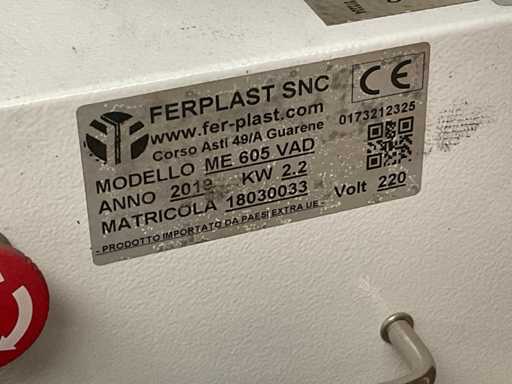 FERPLAST SNC
CE
www.fer-plast.com
Corso Asti 49/A Guarene
0173212325
MODELLO ME 605 VAD
ANNO 2018 KW 2.2
MATRICOLA 18030033 Volt 220
- PRODOTTO IMPORTATO DA PAESI EXTRA UE -